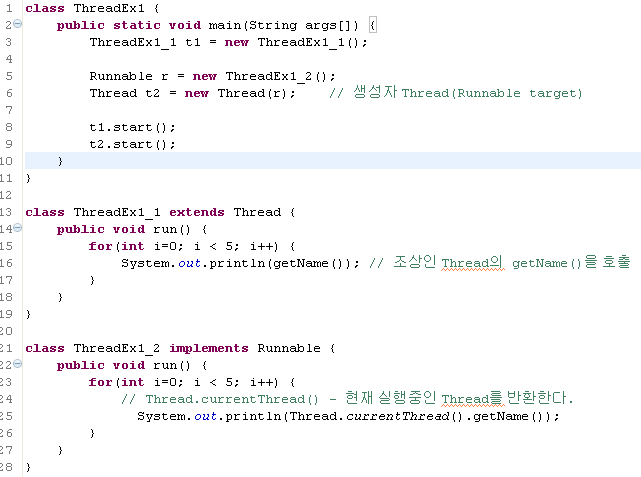 1 class ThreadEx1 {
2 public static void main(String args[]) {
3 ThreadEx1_1 t1 = new ThreadEx1_1();
4
5 Runnable r = new ThreadEx1_2();
6 Thread t2 = new Thread(r); // 생성자 Thread(Runnable target)
7
8 t1.start();
9 t2.start();
10 }
11 }
12
13 class ThreadEx1_1 extends Thread {
14 public void run() {
15 for(int i=0; i < 5; i++) {
16 System.out.println(getName()); // 조상인 Thread의 getName()을 호출
17 }
18 }
19 }
20
21 class ThreadEx1_2 implements Runnable {
22 public void run() {
23 for(int i=0; i < 5; i++) {
24 // Thread.currentThread() - 현재 실행중인 Thread를 반환한다.
25 System.out.println(Thread.currentThread().getName());
26 }
27 }
28 }